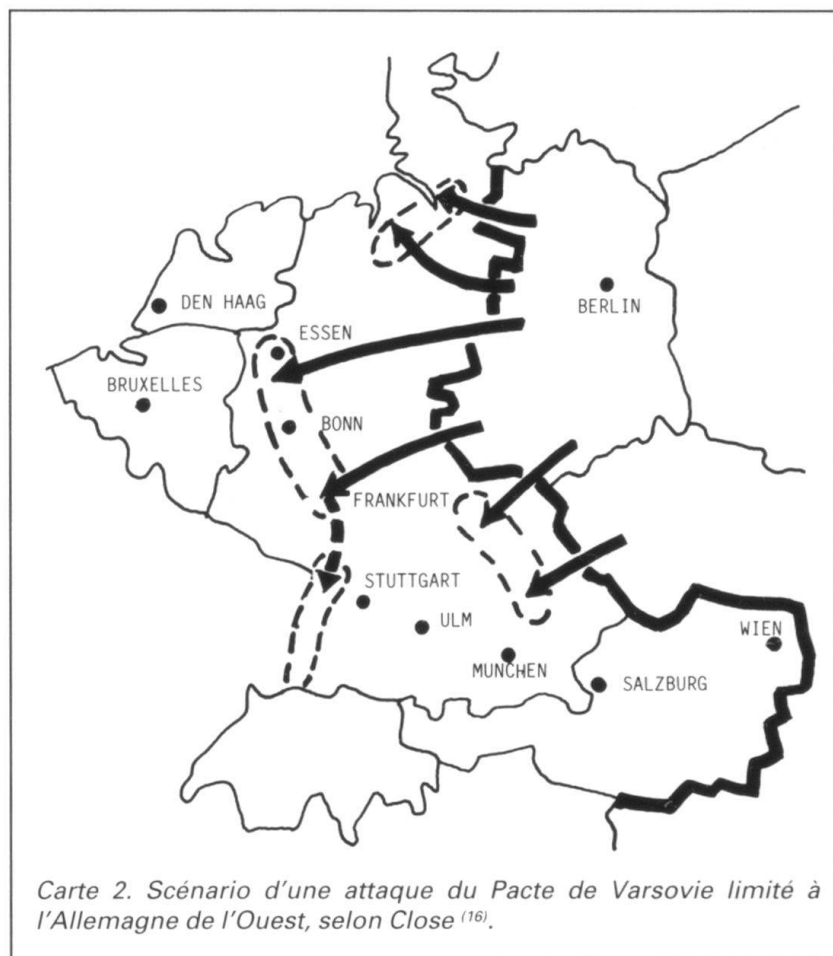 DEN HAAG
BERLIN
ESSEN
BRUXELLES
BONN
FRANKFURT
STUTTGART
ULM
WIEN
MUNCHEN
SALZBURG
Carte 2. Scénario d'une attaque du Pacte de Varsovie limité à
l'Allemagne de l'Ouest, selon Close (16).